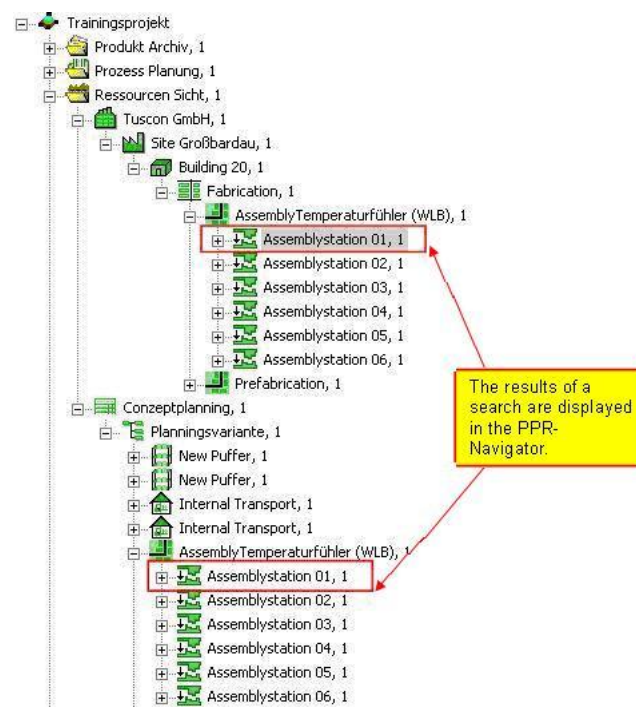 Trainingsprojekt
Produkt Archiv, 1
Prozess Planung, 1
Ressourcen Sicht, 1
Tuscon GmbH, 1
Site Großbardau, 1
Building 20, 1
Fabrication, 1
AssemblyTemperaturfühler (WLB), 1
Assemblystation 01, 1
Assemblystation 02, 1
Assemblystation 03, 1
Assemblystation 04, 1
Assemblystation 05, 1
Assemblystation 06, 1
Prefabrication, 1
The results of a
search are displayed
in the PPR-
Navigator.
Conzeptplanning, 1
Planningsvariante, 1
New Puffer, 1
New Puffer, 1
Internal Transport, 1
Internal Transport, 1
AssemblyTemperaturfühler (WLB), 1
Assemblystation 01, 1
Assemblystation 02, 1
Assemblystation 03, 1
Assemblystation 04, 1
Assemblystation 05, 1
Assemblystation 06, 1